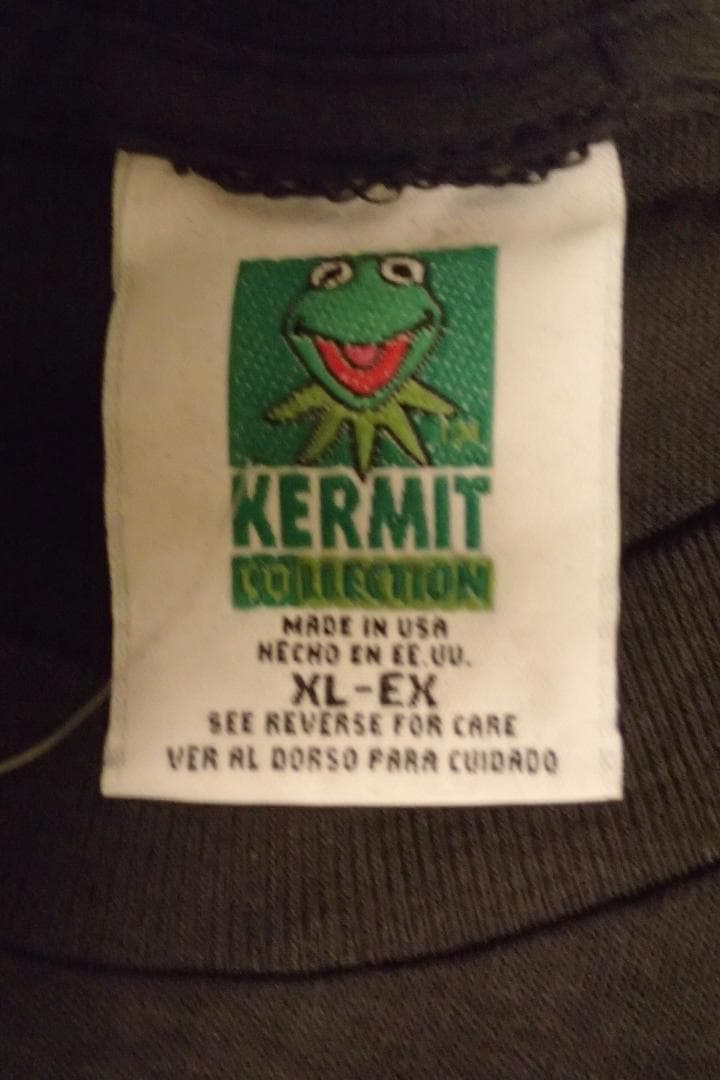 TM
KERMIT
COLLECTION
MADE IN USA
HECHO EN EE.UU.
XL-EX
SEE REVERSE FOR CARE
VER AL DORSO PARA CUIDADO